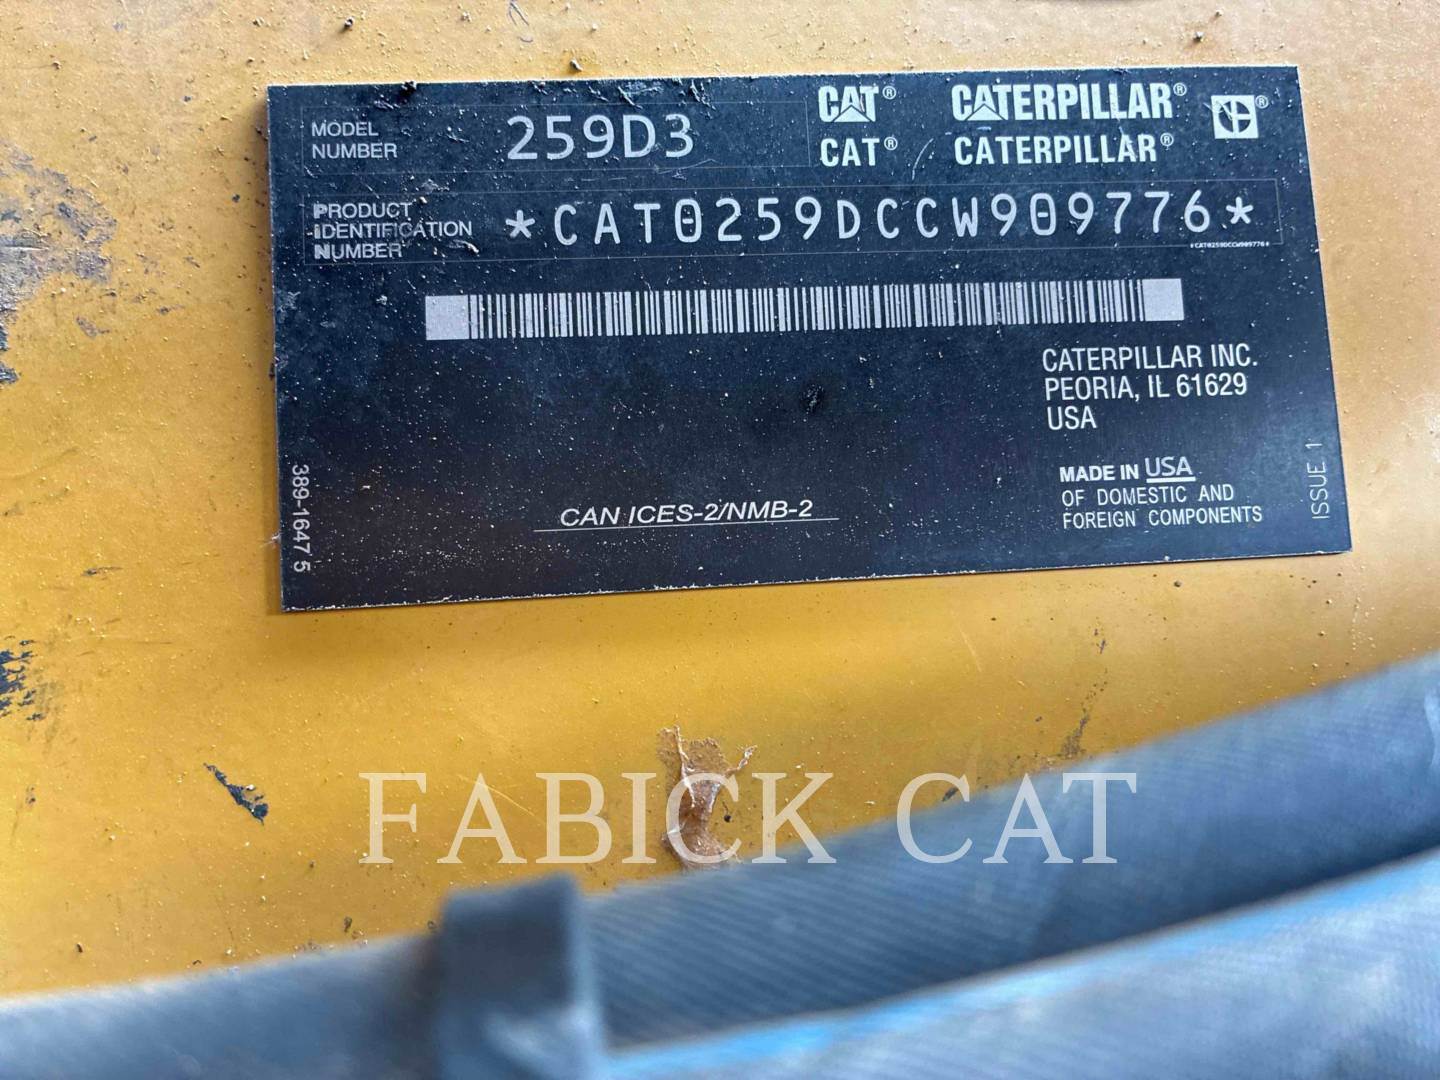 MODEL
NUMBER
259D3
CAT® CATERPILLAR® ®
CAT® CATERPILLAR®
PRODUCT
IDENTIFICATION
NUMBER
*CAT0259DCCW909776*
*CAT0259DCCW909776*
CATERPILLAR INC.
PEORIA, IL 61629
USA
MADE IN USA
OF DOMESTIC AND
FOREIGN COMPONENTS
CAN ICES-2/NMB-2
389-1647 5
ISSUE 1
FABICK CAT